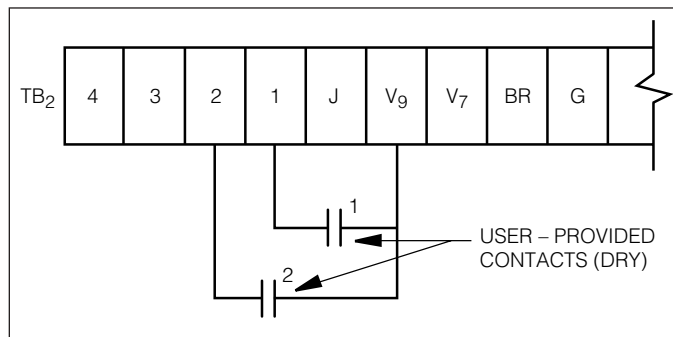 TB2 4 3 2 1 J V9 V7 BR G
1
USER – PROVIDED
CONTACTS (DRY)
2